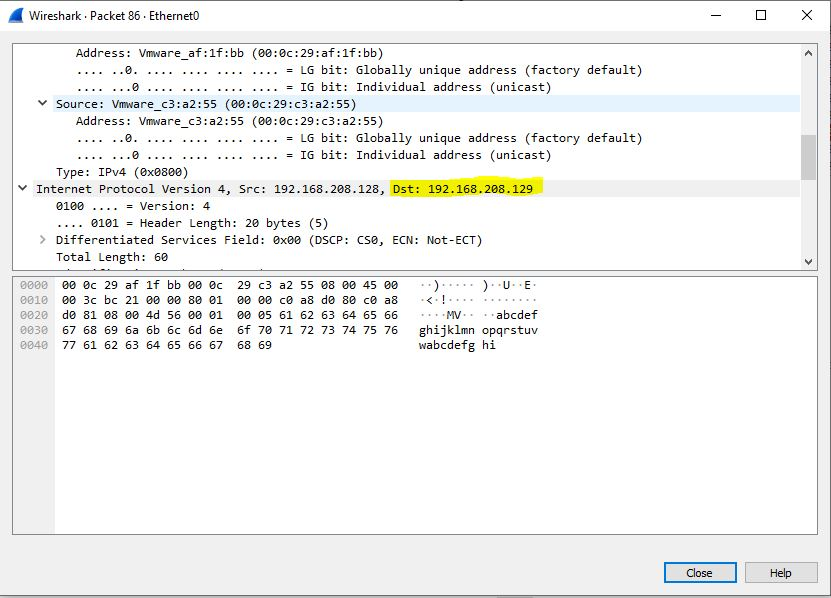 Wireshark · Packet 86 · Ethernet0
Address: Vmware_af:1f:bb (00:0c:29:af:1f:bb)
.... ..0. .... .... .... .... = LG bit: Globally unique address (factory default)
.... ...0 .... .... .... .... = IG bit: Individual address (unicast)
Source: Vmware_c3:a2:55 (00:0c:29:c3:a2:55)
Address: Vmware_c3:a2:55 (00:0c:29:c3:a2:55)
.... ..0. .... .... .... .... = LG bit: Globally unique address (factory default)
.... ...0 .... .... .... .... = IG bit: Individual address (unicast)
Type: IPv4 (0x0800)
Internet Protocol Version 4, Src: 192.168.208.128, Dst: 192.168.208.129
0100 .... = Version: 4
.... 0101 = Header Length: 20 bytes (5)
Differentiated Services Field: 0x00 (DSCP: CS0, ECN: Not-ECT)
Total Length: 60
0000 00 0c 29 af 1f bb 00 0c 29 c3 a2 55 08 00 45 00 ··)····· )··U··E·
0010 00 3c bc 21 00 00 80 01 00 00 c0 a8 d0 80 c0 a8 ·<·!···· ········
0020 d0 81 08 00 4d 56 00 01 00 05 61 62 63 64 65 66 ····MV·· ··abcdef
0030 67 68 69 6a 6b 6c 6d 6e 6f 70 71 72 73 74 75 76 ghijklmn opqrstuv
0040 77 61 62 63 64 65 66 67 68 69 wabcdefg hi
Close Help